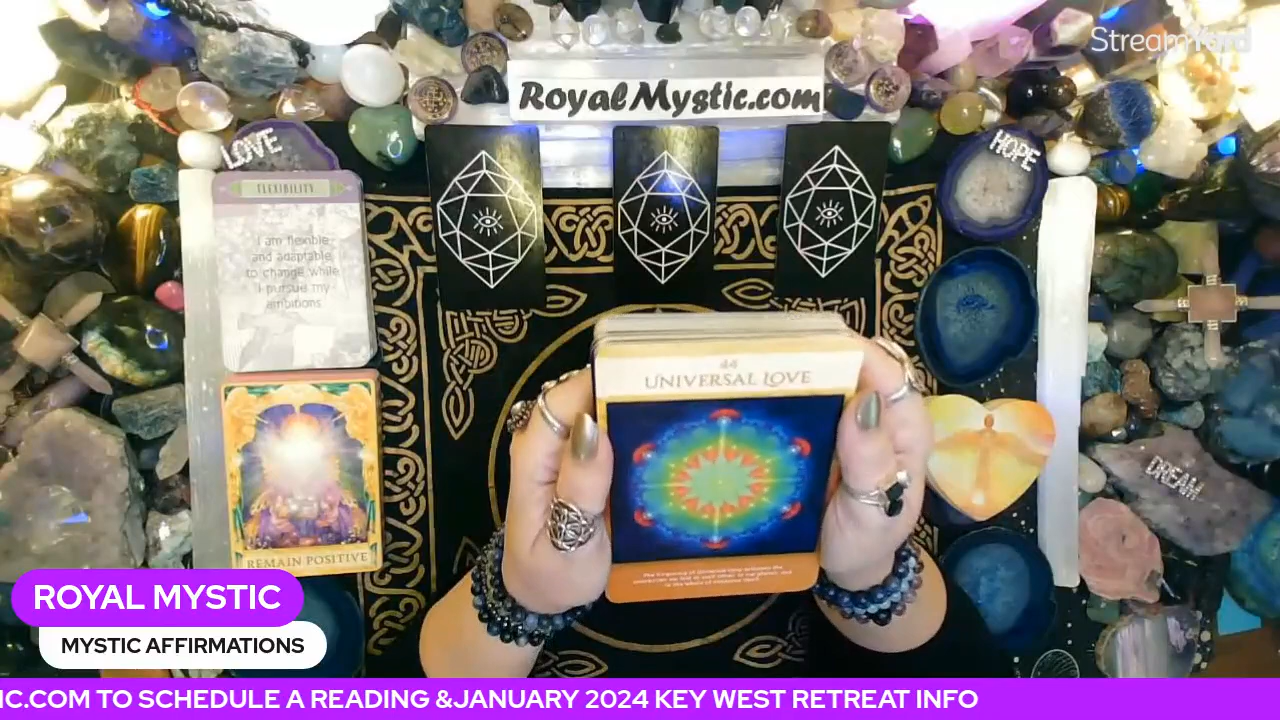 StreamYard
RoyalMystic.com
LOVE
HOPE
FLEXIBILITY
I am flexible
and adaptable
to change while
I pursue my
ambitions.
44
UNIVERSAL LOVE
DREAM
REMAIN POSITIVE
ROYAL MYSTIC
MYSTIC AFFIRMATIONS
IC.COM TO SCHEDULE A READING &JANUARY 2024 KEY WEST RETREAT INFO